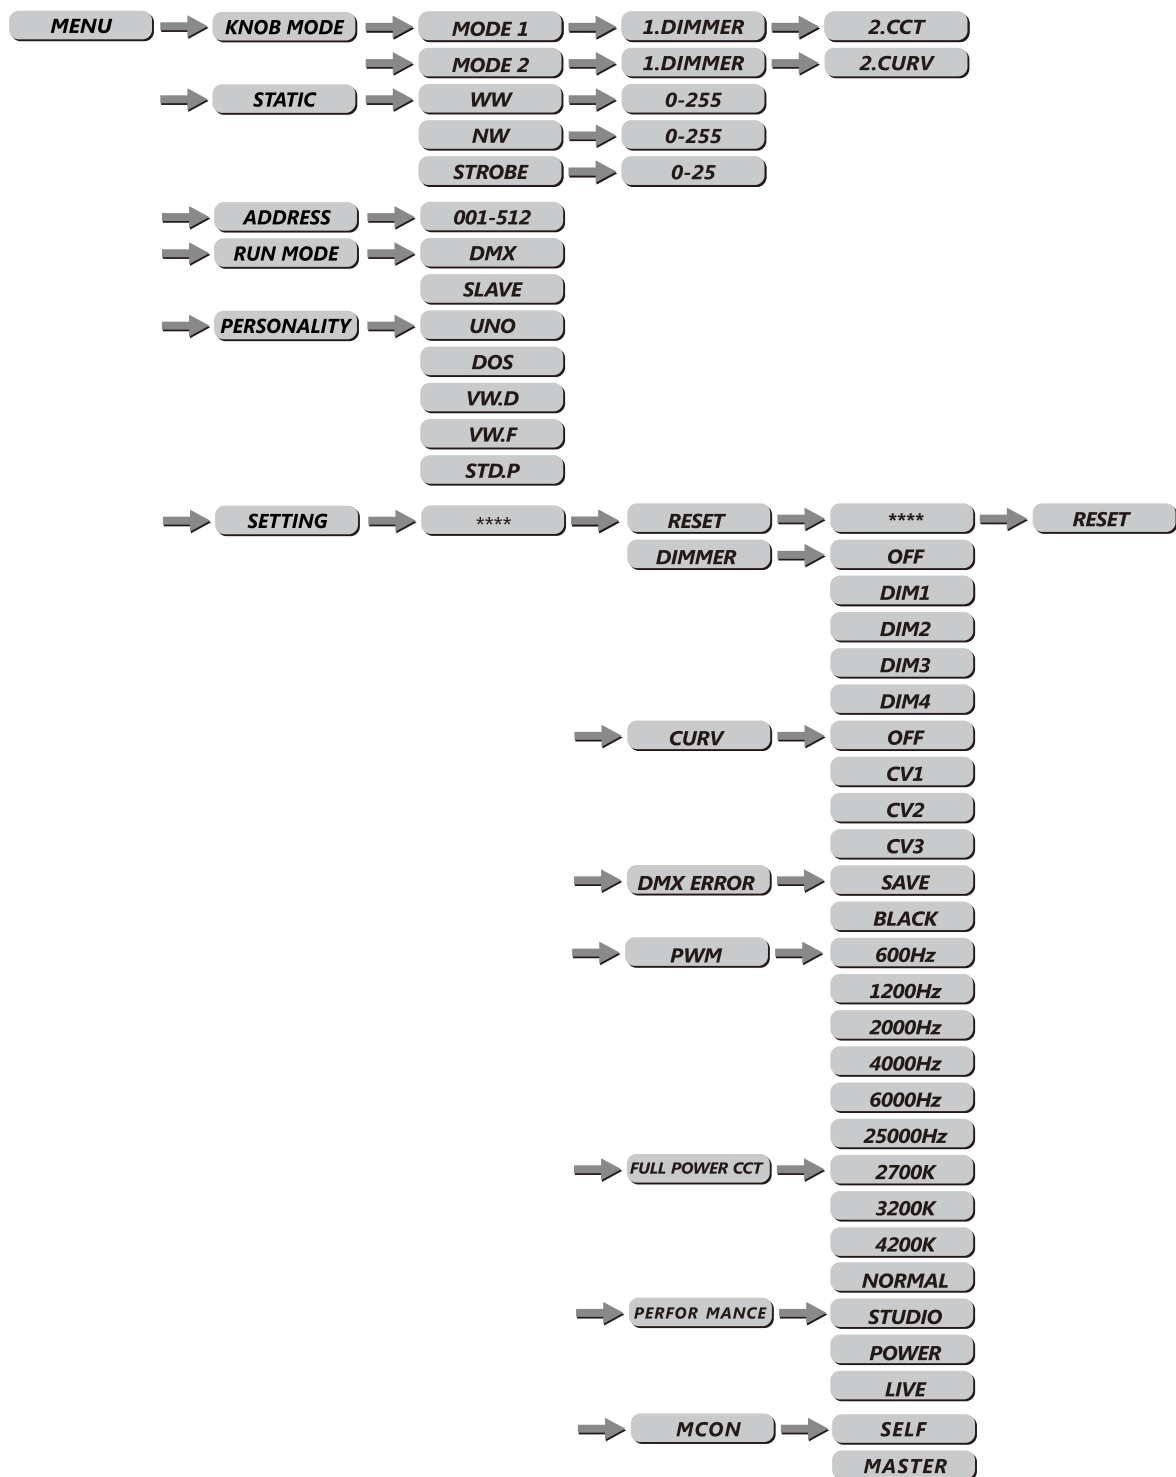 MENU KNOB MODE MODE 1 1.DIMMER 2.CCT
MODE 2 1.DIMMER 2.CURV
STATIC WW 0-255
NW 0-255
STROBE 0-25
ADDRESS 001-512
RUN MODE DMX
SLAVE
PERSONALITY UNO
DOS
VW.D
VW.F
STD.P
SETTING **** RESET **** RESET
DIMMER OFF
DIM1
DIM2
DIM3
DIM4
CURV OFF
CV1
CV2
CV3
DMX ERROR SAVE
BLACK
PWM 600Hz
1200Hz
2000Hz
4000Hz
6000Hz
25000Hz
FULL POWER CCT 2700K
3200K
4200K
NORMAL
PERFOR MANCE STUDIO
POWER
LIVE
MCON SELF
MASTER